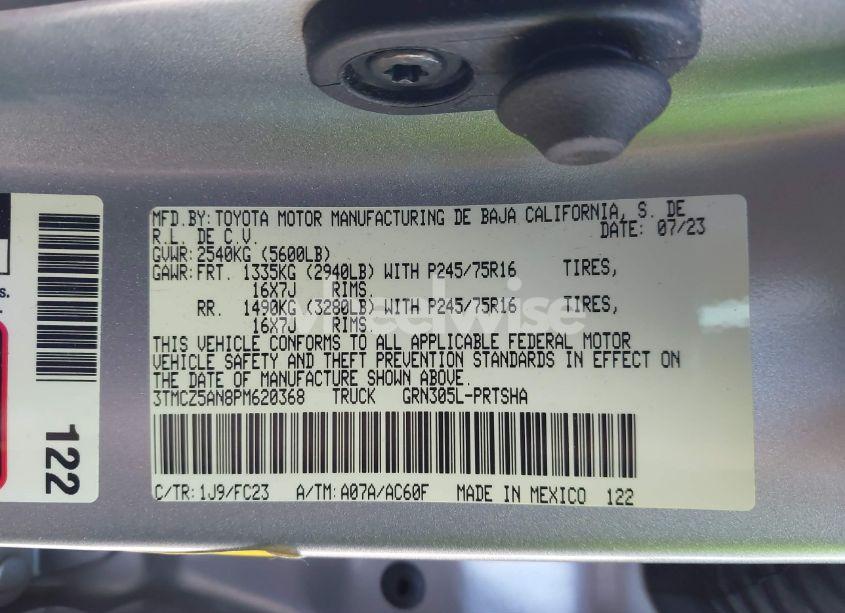 MFD.BY: TOYOTA MOTOR MANUFACTURING DE BAJA CALIFORNIA, S. DE
R.L. DE C.V.
DATE: 07/23
GVWR: 2540KG (5600LB)
GAWR: FRT. 1335KG (2940LB) WITH P245/75R16 TIRES,
16X7J RIMS.
RR. 1490KG (3280LB) WITH P245/75R16 TIRES,
16X7J RIMS.
THIS VEHICLE CONFORMS TO ALL APPLICABLE FEDERAL MOTOR
VEHICLE SAFETY AND THEFT PREVENTION STANDARDS IN EFFECT ON
THE DATE OF MANUFACTURE SHOWN ABOVE.
3TMCZ5AN8PM620368 TRUCK GRN305L-PRTSHA
C/TR: 1J9/FC23 A/TM: A07A/AC60F MADE IN MEXICO 122
122
s.